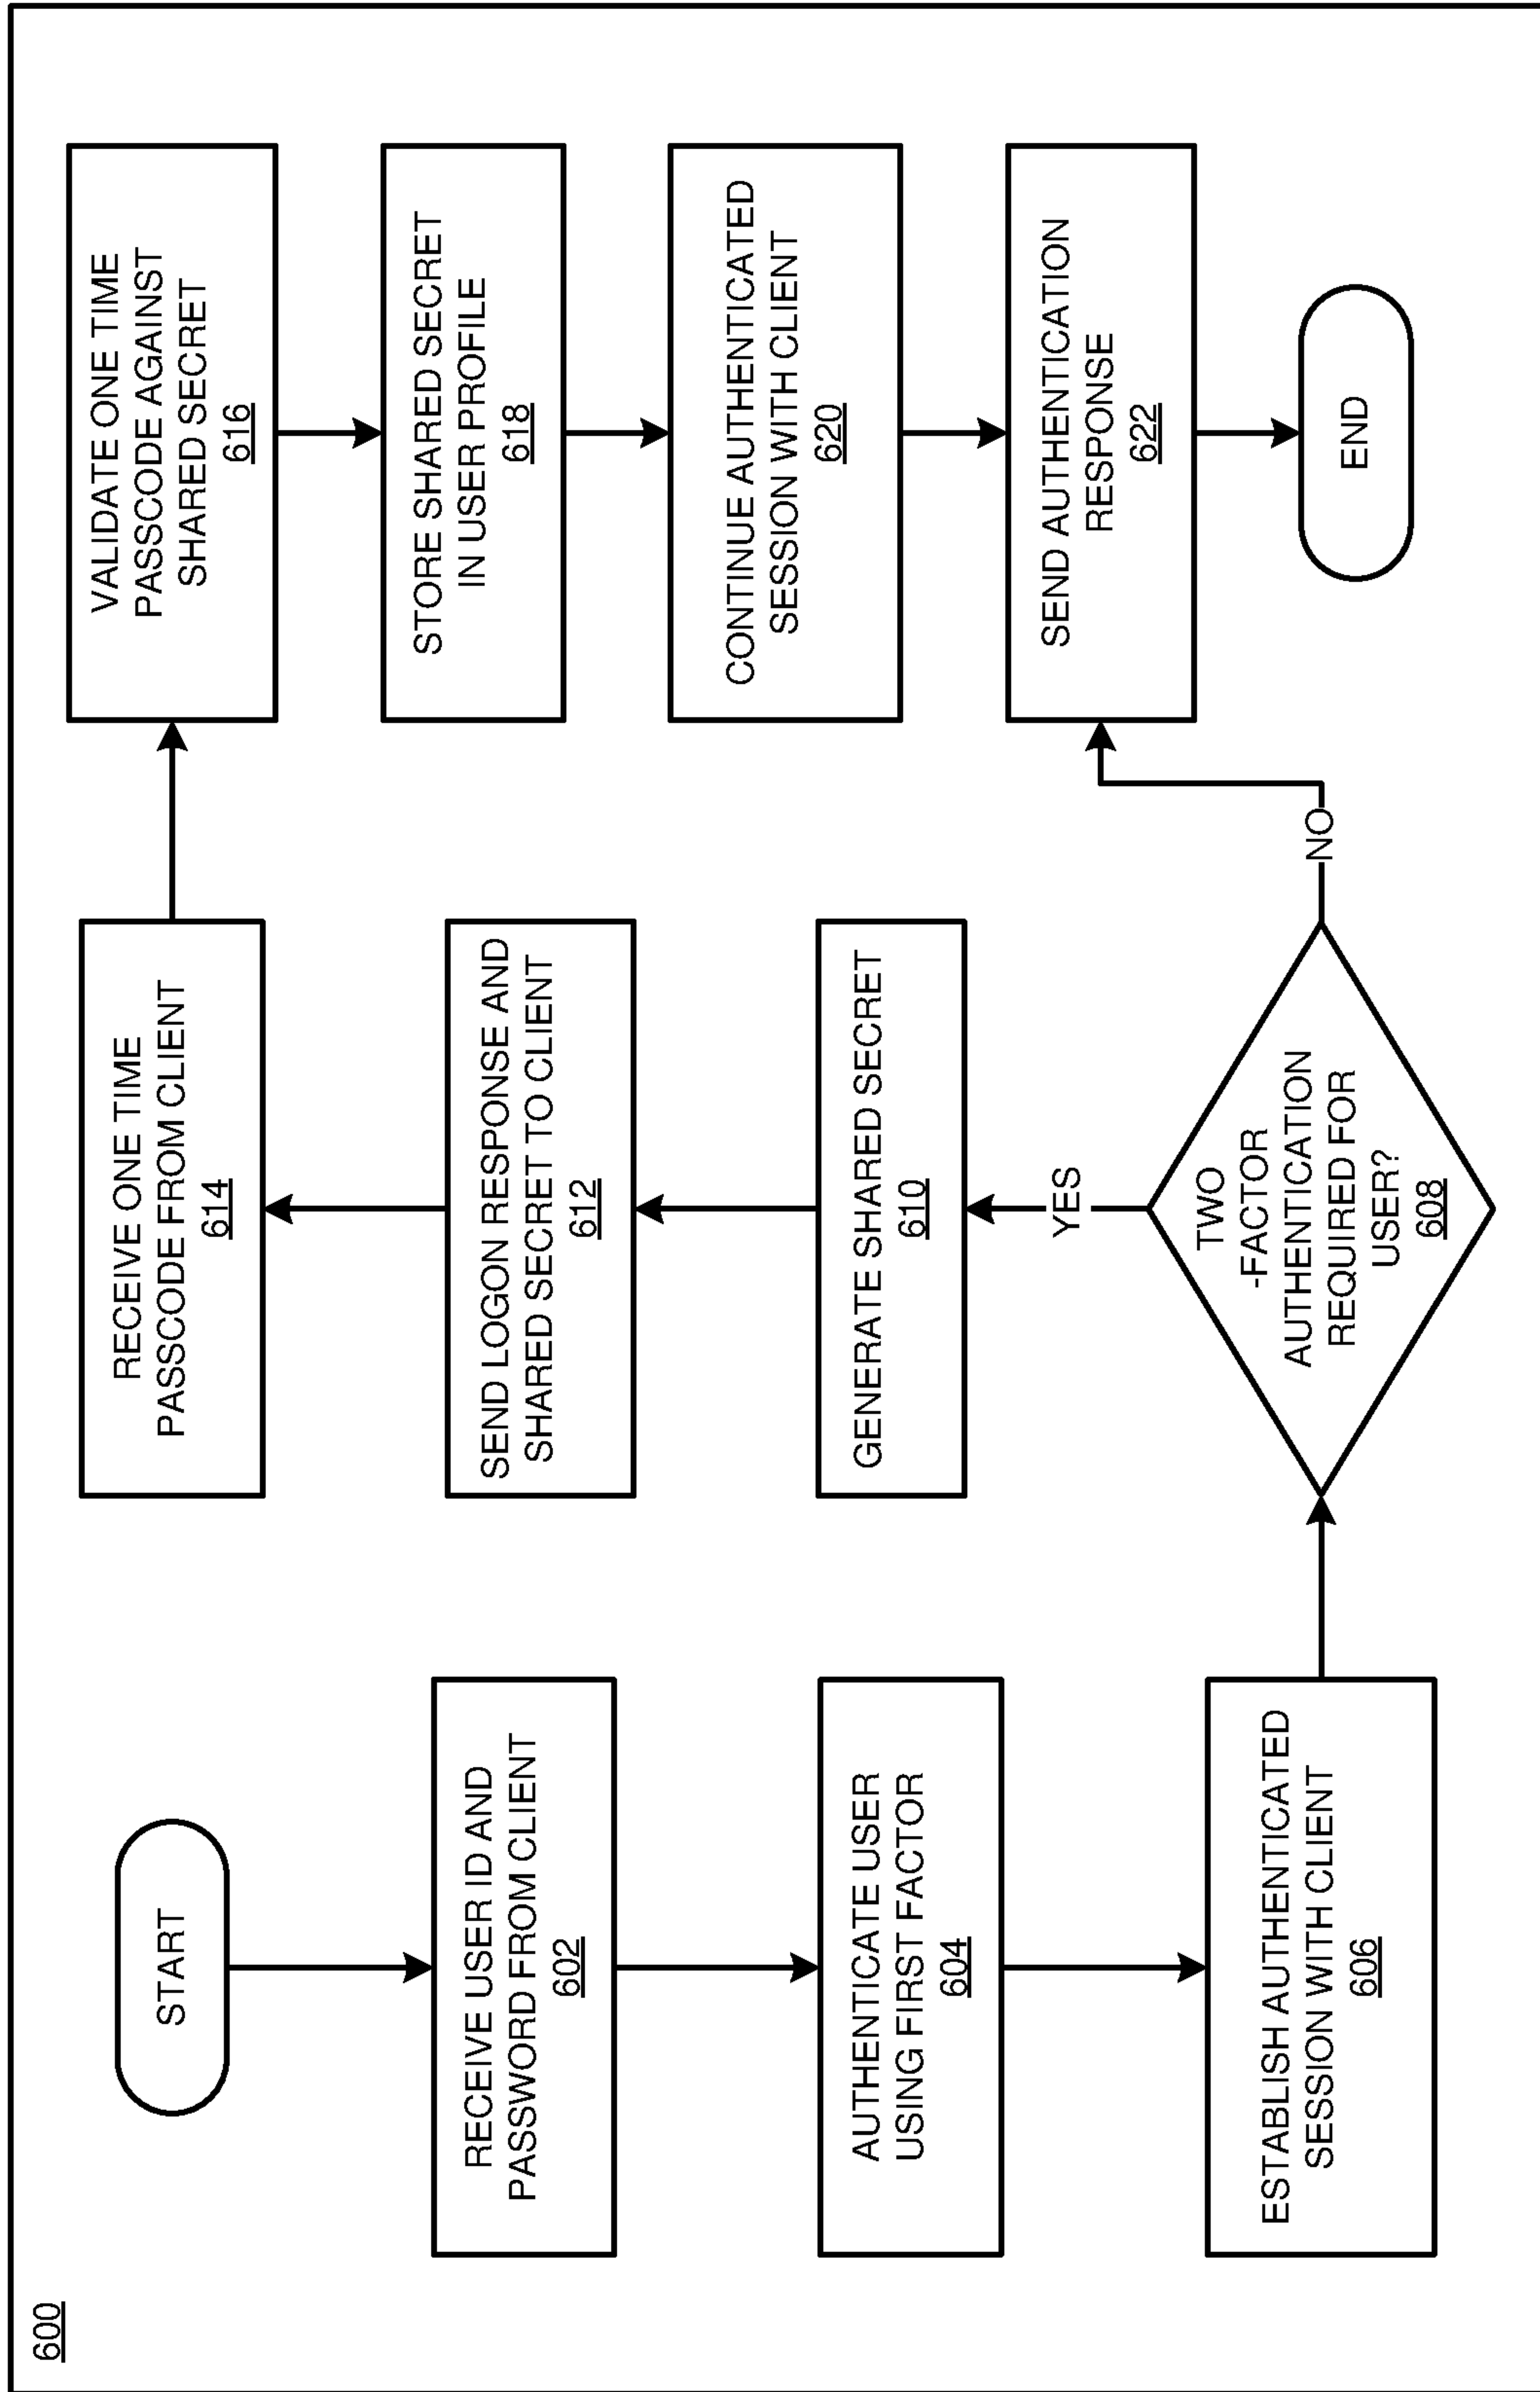 600
START
RECEIVE USER ID AND
PASSWORD FROM CLIENT
602
AUTHENTICATE USER
USING FIRST FACTOR
604
ESTABLISH AUTHENTICATED
SESSION WITH CLIENT
606
TWO
-FACTOR
AUTHENTICATION
REQUIRED FOR
USER?
608
YES
NO
GENERATE SHARED SECRET
610
SEND LOGON RESPONSE AND
SHARED SECRET TO CLIENT
612
RECEIVE ONE TIME
PASSCODE FROM CLIENT
614
VALIDATE ONE TIME
PASSCODE AGAINST
SHARED SECRET
616
STORE SHARED SECRET
IN USER PROFILE
618
CONTINUE AUTHENTICATED
SESSION WITH CLIENT
620
SEND AUTHENTICATION
RESPONSE
622
END